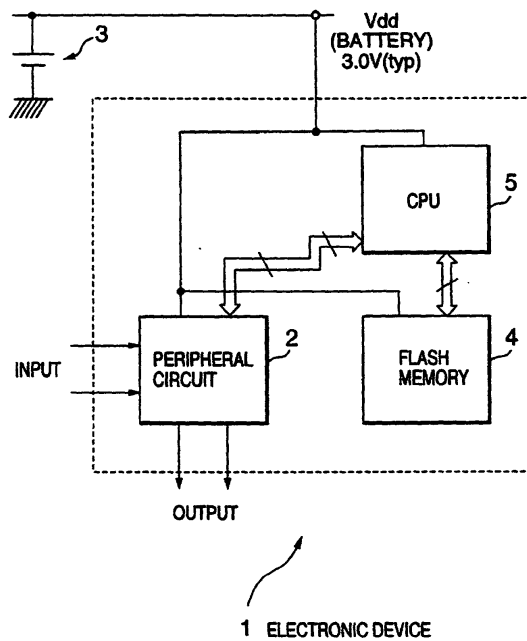 3
Vdd
(BATTERY)
3.0V(typ)
CPU
5
2
4
INPUT
PERIPHERAL
CIRCUIT
FLASH
MEMORY
OUTPUT
1 ELECTRONIC DEVICE